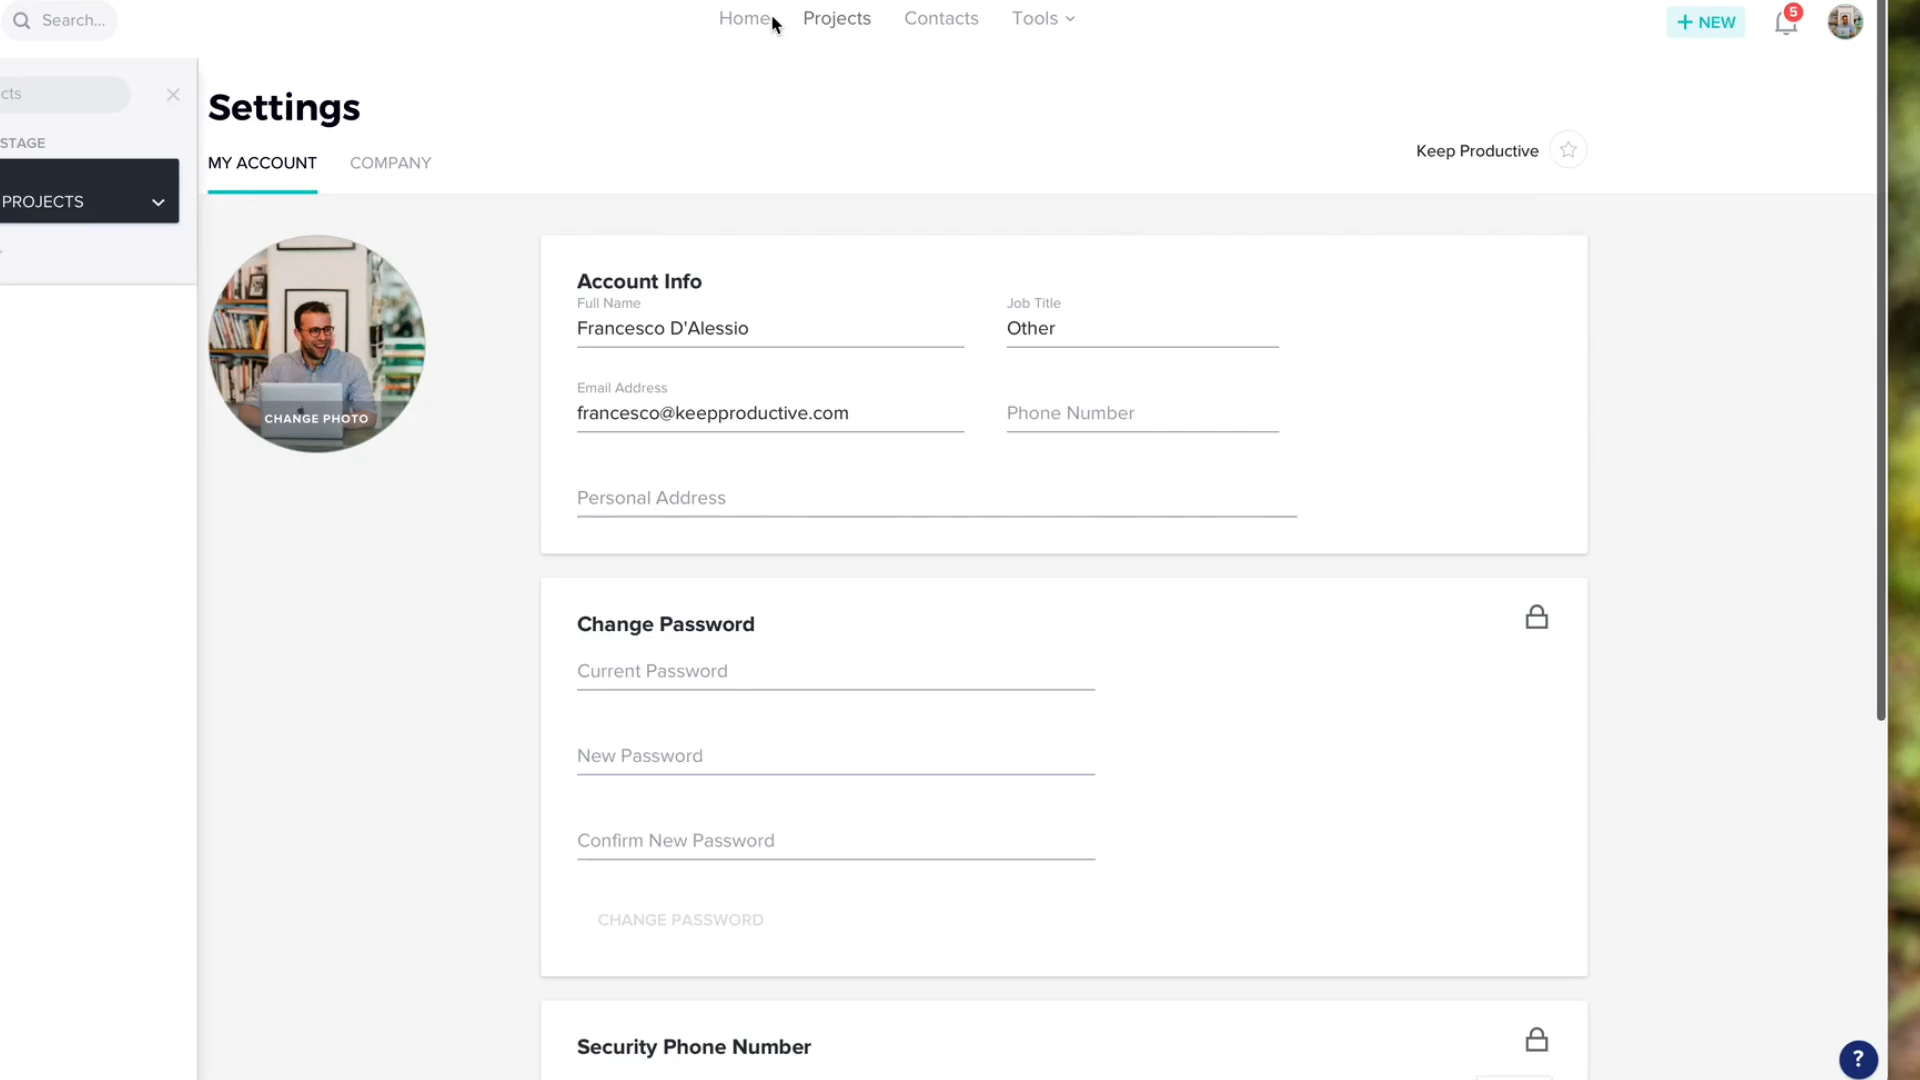 Search...
Home
Projects
Contacts
Tools
+ NEW
5
cts
STAGE
PROJECTS
Settings
MY ACCOUNT
COMPANY
Keep Productive
CHANGE PHOTO
Account Info
Full Name
Francesco D'Alessio
Job Title
Other
Email Address
francesco@keepproductive.com
Phone Number
Personal Address
Change Password
Current Password
New Password
Confirm New Password
CHANGE PASSWORD
Security Phone Number
?